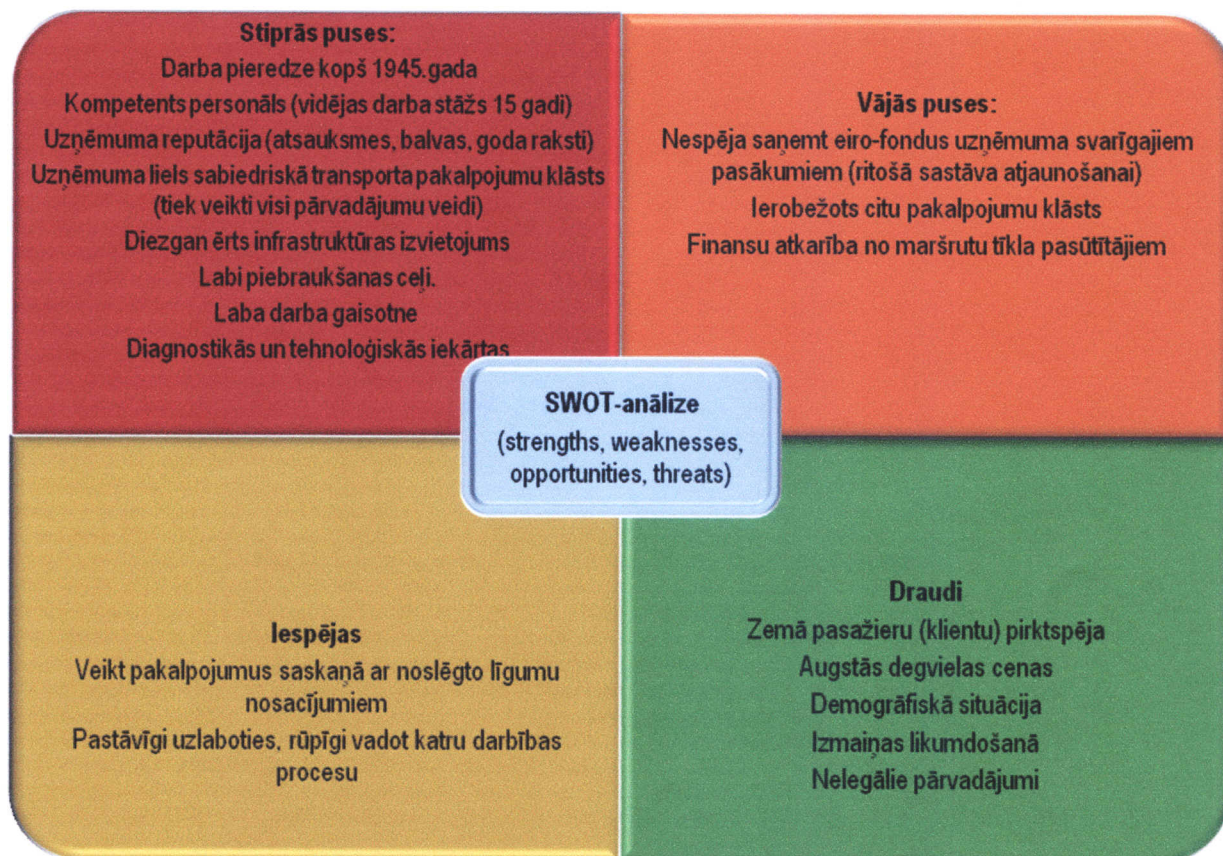 Stiprās puses:
Darba pieredze kopš 1945.gada
Kompetents personāls (vidējas darba stāžs 15 gadi)
Uzņēmuma reputācija (atsauksmes, balvas, goda raksti)
Uzņēmuma liels sabiedriskā transporta pakalpojumu klāsts
(tiek veikti visi pārvadājumu veidi)
Diezgan ērts infrastruktūras izvietojums
Labi piebraukšanas ceļi.
Laba darba gaisotne
Diagnostikās un tehnoloģiskās iekārtas
Vājās puses:
Nespēja saņemt eiro-fondus uzņēmuma svarīgajiem
pasākumiem (ritošā sastāva atjaunošanai)
Ierobežots citu pakalpojumu klāsts
Finansu atkarība no maršrutu tīkla pasūtītājiem
SWOT-anālize
(strengths, weaknesses,
opportunities, threats)
Iespējas
Veikt pakalpojumus saskaņā ar noslēgto līgumu
nosacījumiem
Pastāvīgi uzlaboties, rūpīgi vadot katru darbības
procesu
Draudi
Zemā pasažieru (klientu) pirktspēja
Augstās degvielas cenas
Demogrāfiskā situācija
Izmaiņas likumdošanā
Nelegālie pārvadājumi